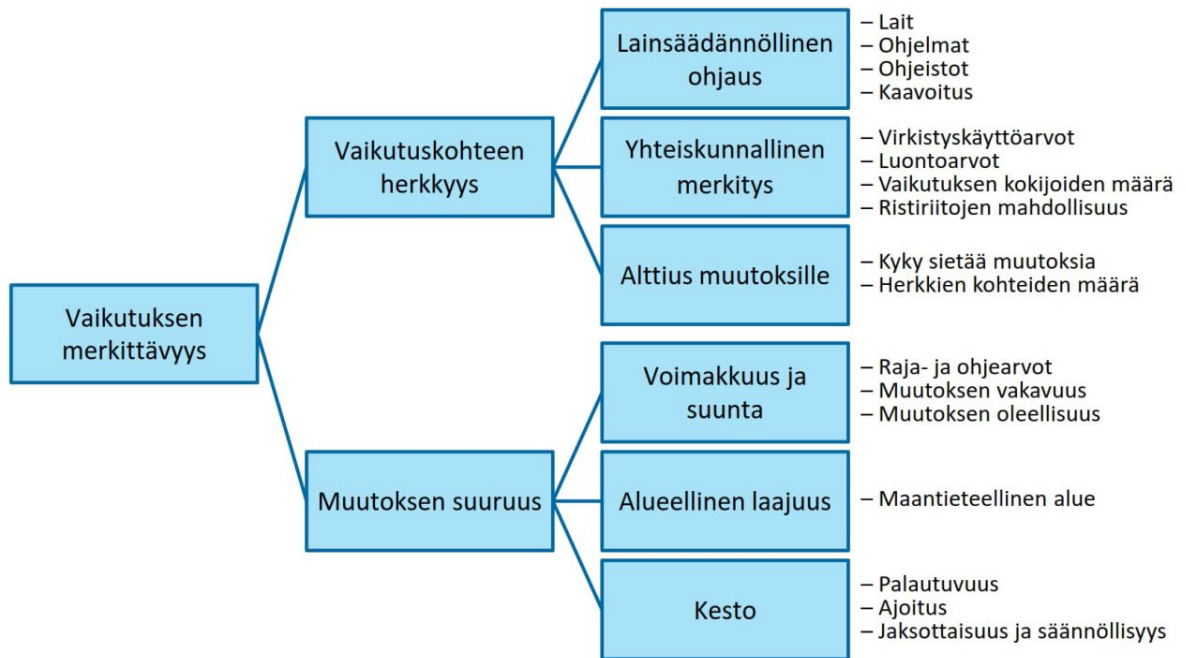 Vaikutuksen
merkittävyys
Vaikutuskohteen
herkkyys
Lainsäädännöllinen
ohjaus
– Lait
– Ohjelmat
– Ohjeistot
– Kaavoitus
Yhteiskunnallinen
merkitys
– Virkistyskäyttöarvot
– Luontoarvot
– Vaikutuksen kokijoiden määrä
– Ristiriitojen mahdollisuus
Alttius muutoksille
– Kyky sietää muutoksia
– Herkkien kohteiden määrä
Muutoksen suuruus
Voimakkuus ja
suunta
– Raja- ja ohjearvot
– Muutoksen vakavuus
– Muutoksen oleellisuus
Alueellinen laajuus
– Maantieteellinen alue
Kesto
– Palautuvuus
– Ajoitus
– Jaksottaisuus ja säännöllisyys